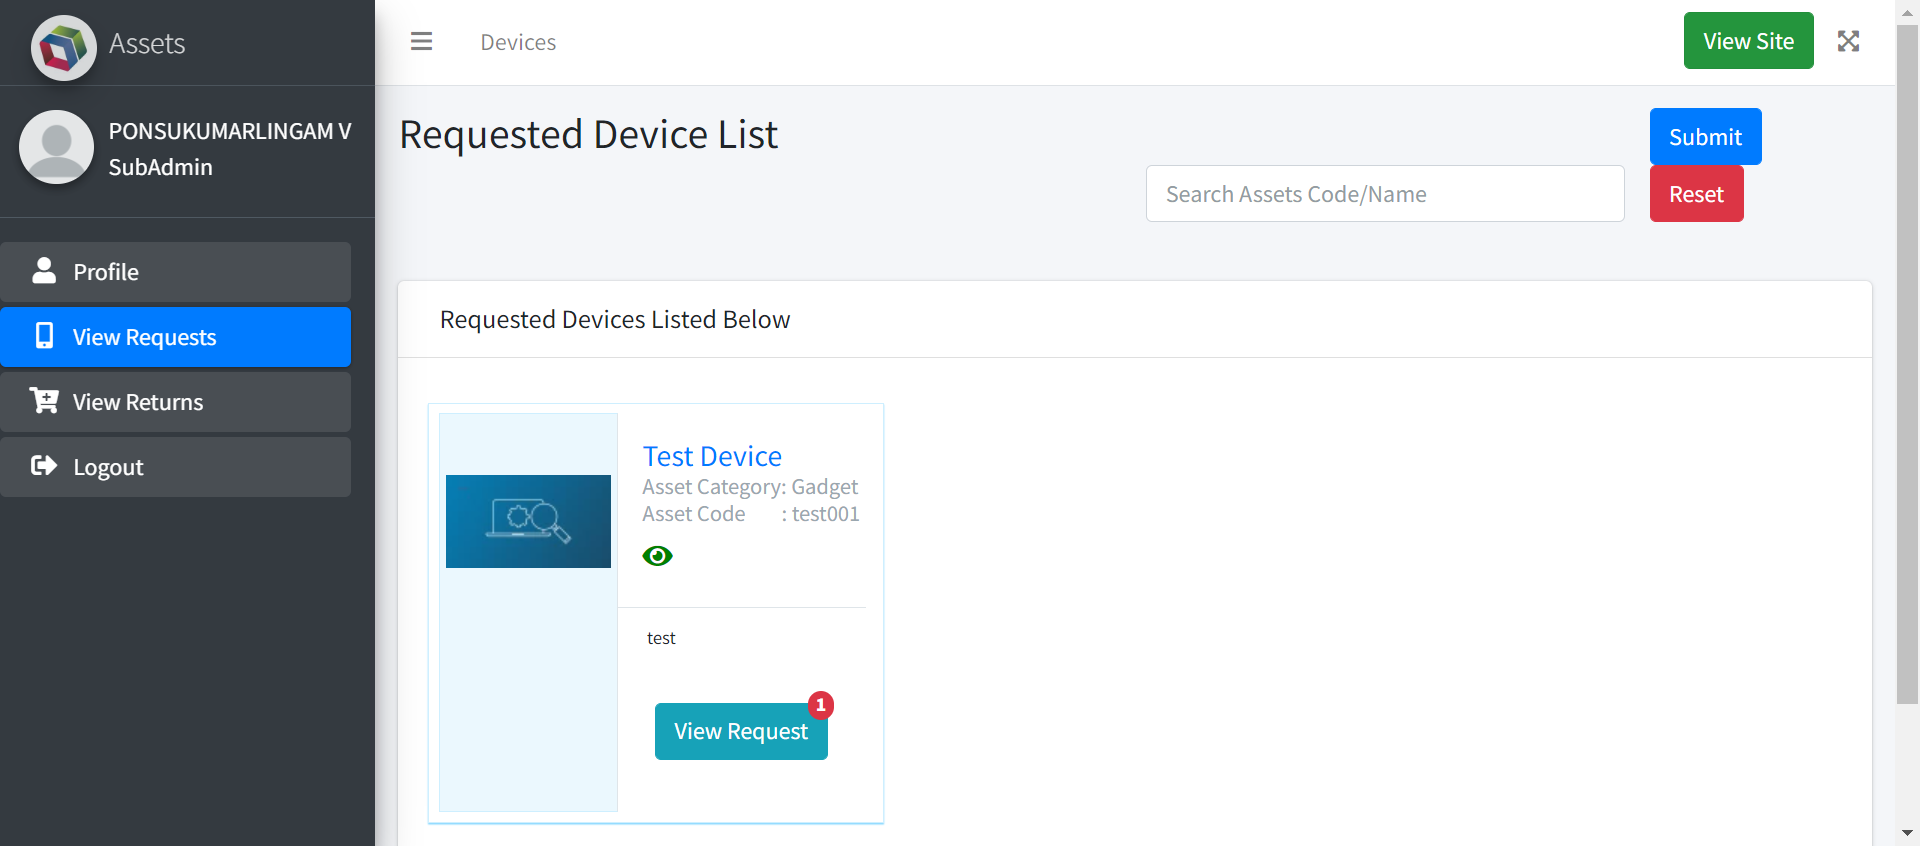 Assets
PONSUKUMARLINGAM V
SubAdmin
Profile
View Requests
View Returns
Logout
Devices
View Site
Requested Device List
Submit
Search Assets Code/Name
Reset
Requested Devices Listed Below
Test Device
Asset Category: Gadget
Asset Code : test001
test
1
View Request